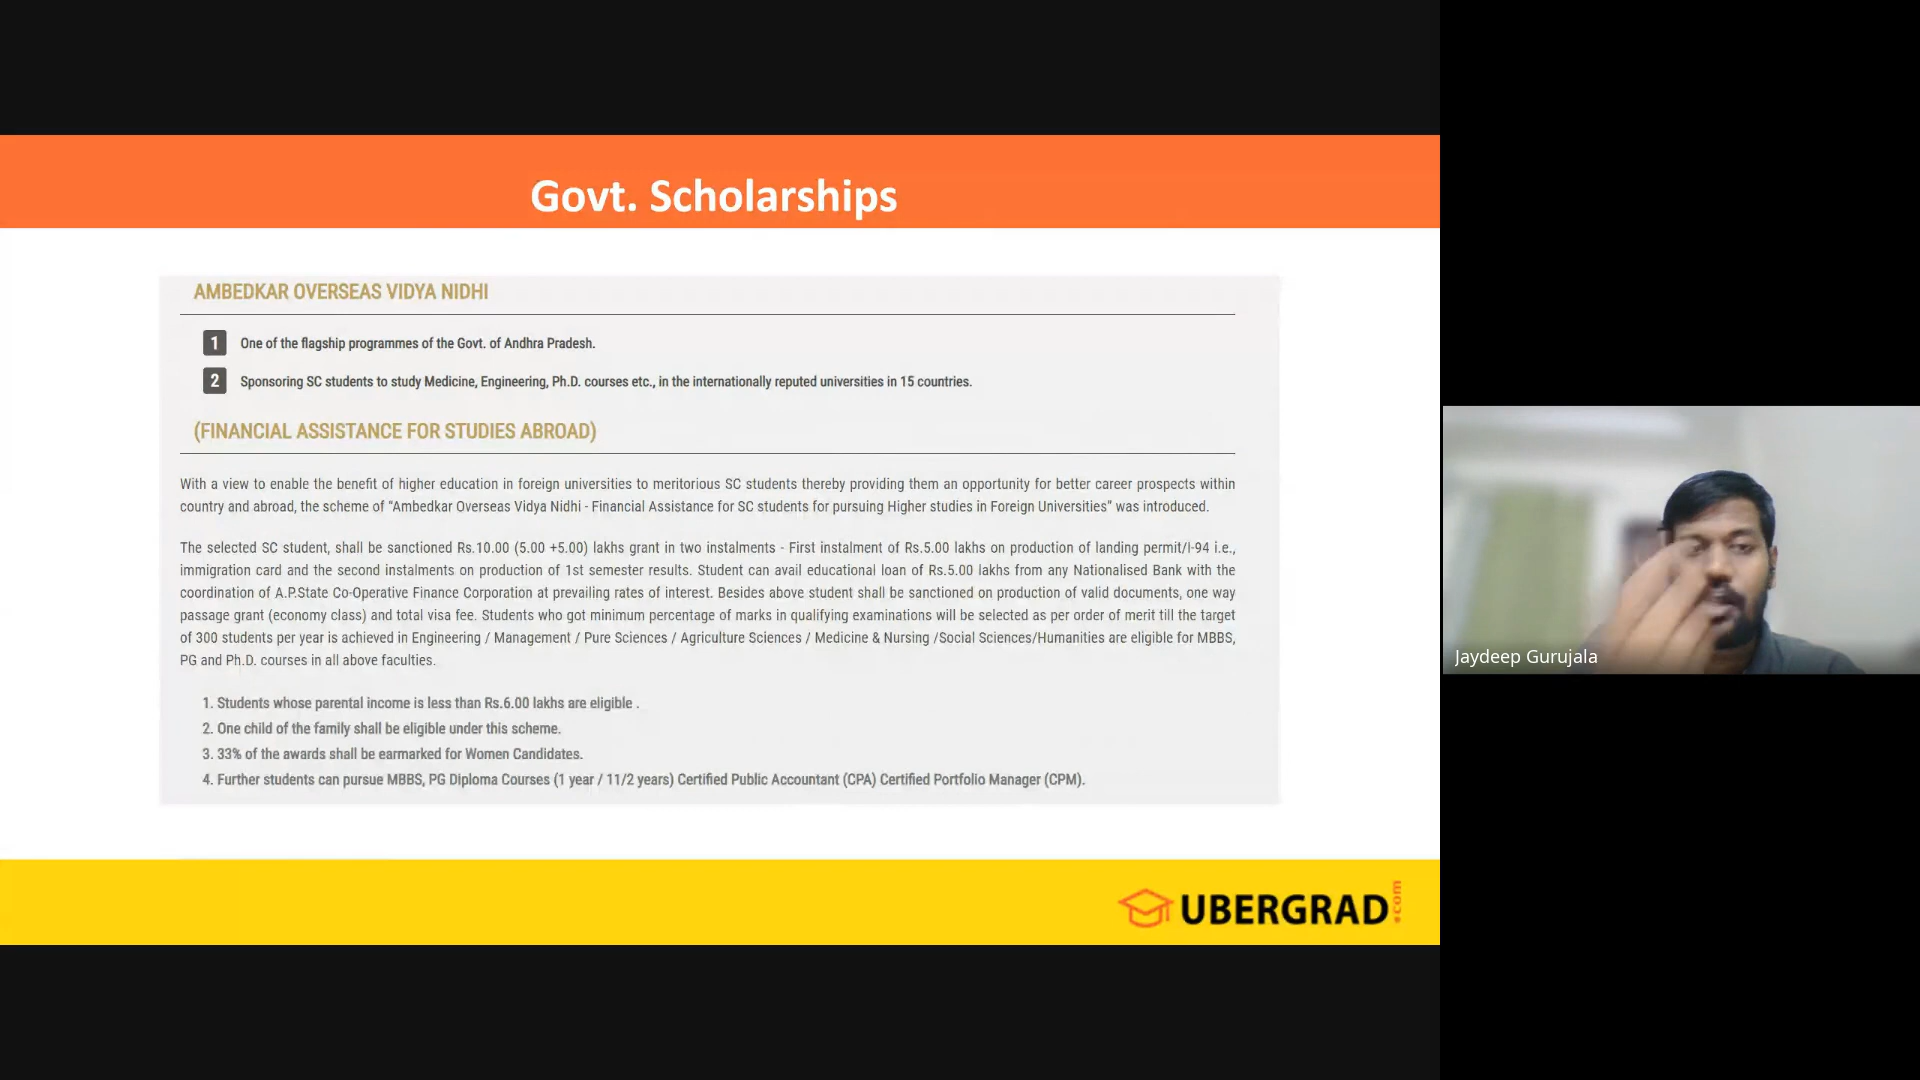 Govt. Scholarships
AMBEDKAR OVERSEAS VIDYA NIDHI
1 One of the flagship programmes of the Govt. of Andhra Pradesh.
2 Sponsoring SC students to study Medicine, Engineering, Ph.D. courses etc., in the internationally reputed universities in 15 countries.
(FINANCIAL ASSISTANCE FOR STUDIES ABROAD)
With a view to enable the benefit of higher education in foreign universities to meritorious SC students thereby providing them an opportunity for better career prospects within
country and abroad, the scheme of “Ambedkar Overseas Vidya Nidhi - Financial Assistance for SC students for pursuing Higher studies in Foreign Universities” was introduced.
The selected SC student, shall be sanctioned Rs.10.00 (5.00 +5.00) lakhs grant in two instalments - First instalment of Rs.5.00 lakhs on production of landing permit/I-94 i.e.,
immigration card and the second instalments on production of 1st semester results. Student can avail educational loan of Rs.5.00 lakhs from any Nationalised Bank with the
coordination of A.P.State Co-Operative Finance Corporation at prevailing rates of interest. Besides above student shall be sanctioned on production of valid documents, one way
passage grant (economy class) and total visa fee. Students who got minimum percentage of marks in qualifying examinations will be selected as per order of merit till the target
of 300 students per year is achieved in Engineering / Management / Pure Sciences / Agriculture Sciences / Medicine & Nursing /Social Sciences/Humanities are eligible for MBBS,
PG and Ph.D. courses in all above faculties.
1. Students whose parental income is less than Rs.6.00 lakhs are eligible .
2. One child of the family shall be eligible under this scheme.
3. 33% of the awards shall be earmarked for Women Candidates.
4. Further students can pursue MBBS, PG Diploma Courses (1 year / 11/2 years) Certified Public Accountant (CPA) Certified Portfolio Manager (CPM).
UBERGRAD.com
Jaydeep Gurujala